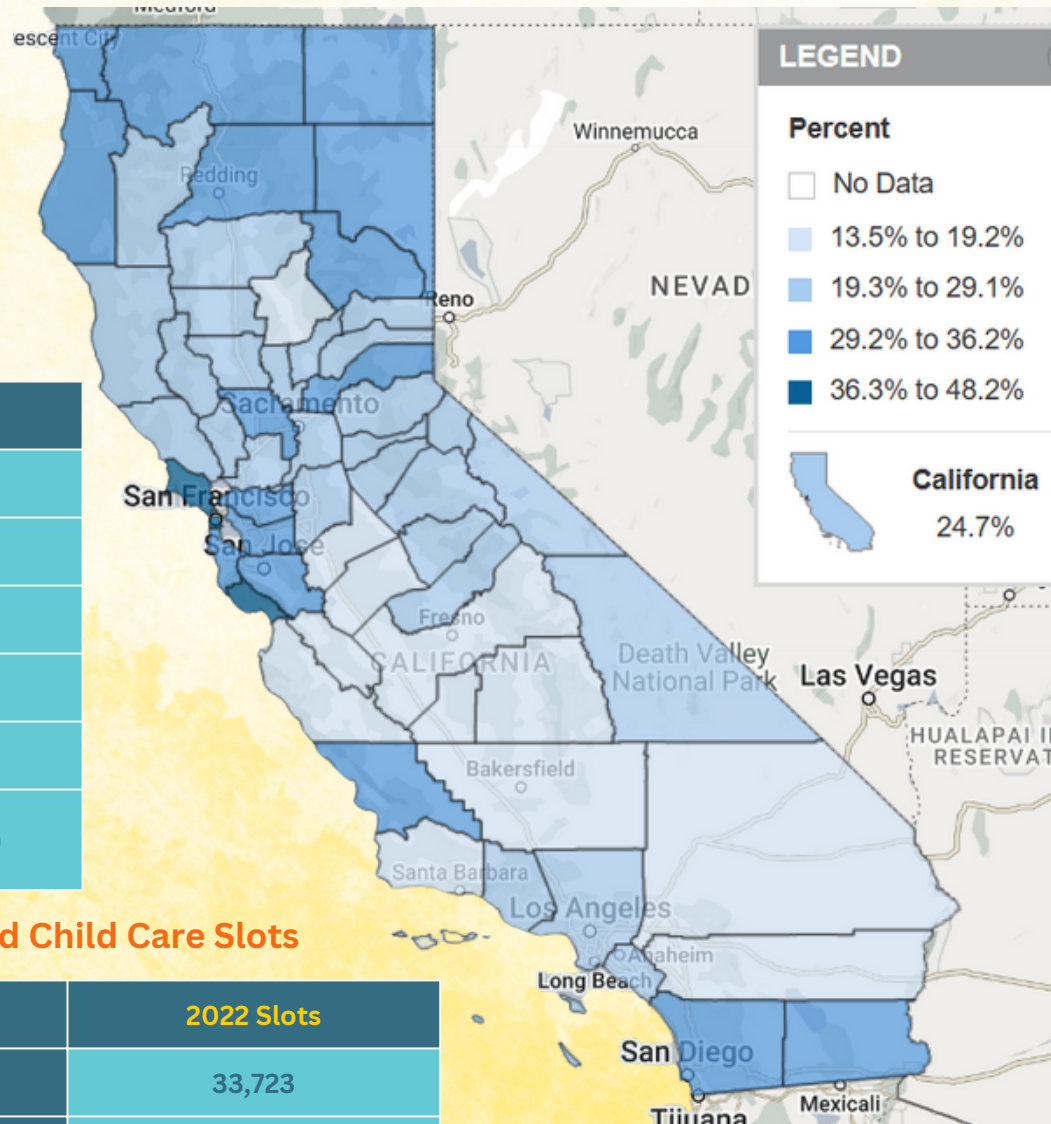 Medford
escent City
Winnemucca
Redding
NEVAD
Reno
Sacramento
San Francisco
San Jose
Fresno
CALIFORNIA
Death Valley
National Park
Las Vegas
HUALAPAI I
RESERVAT
Bakersfield
Santa Barbara
Los Angeles
Anaheim
Long Beach
San Diego
Mexicali
Tijuana
LEGEND
Percent
No Data
13.5% to 19.2%
19.3% to 29.1%
29.2% to 36.2%
36.3% to 48.2%
California
24.7%
d Child Care Slots
2022 Slots
33,723